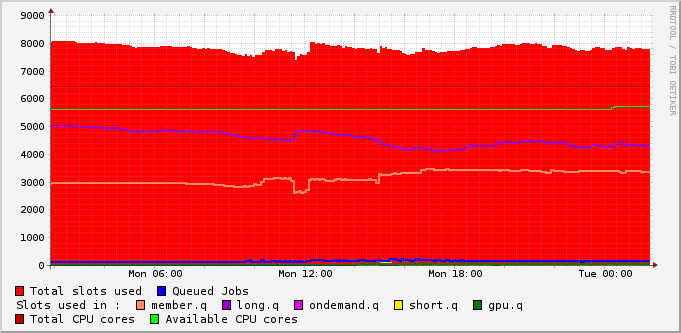 RRDTOOL / TOBI OETIKER
9000
8000
7000
6000
5000
4000
3000
2000
1000
0
Mon 06:00 Mon 12:00 Mon 18:00 Tue 00:00
Total slots used Queued Jobs
Slots used in : member.q long.q ondemand.q short.q gpu.q
Total CPU cores Available CPU cores